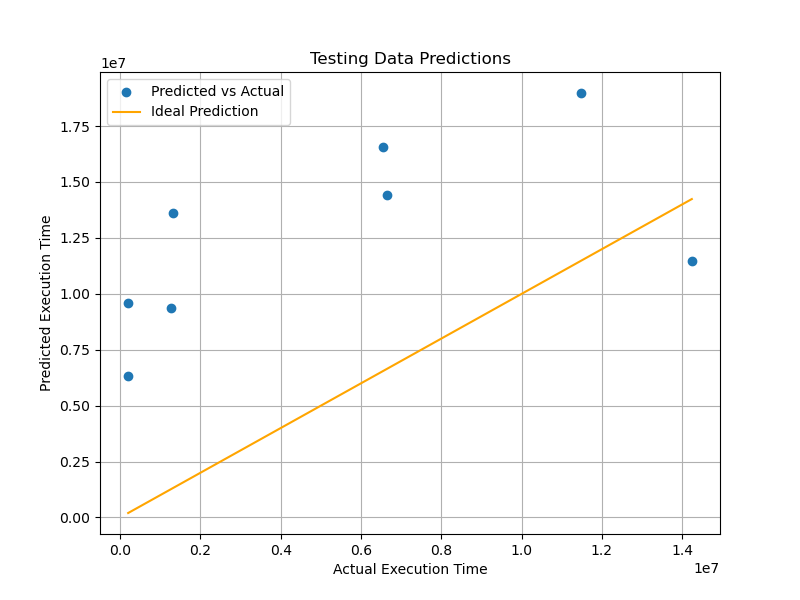 Testing Data Predictions
1e7
Predicted vs Actual
Ideal Prediction
1.75
1.50
1.25
1.00
0.75
0.50
0.25
0.00
Predicted Execution Time
0.0 0.2 0.4 0.6 0.8 1.0 1.2 1.4
1e7
Actual Execution Time